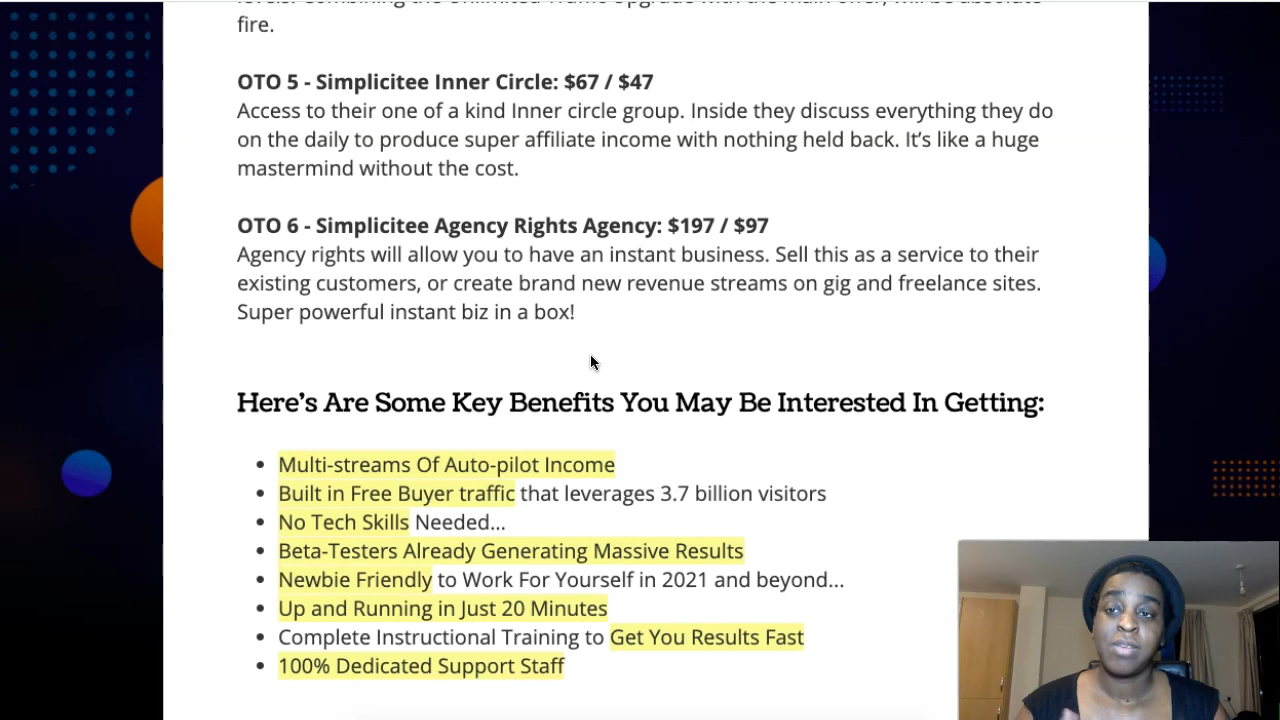 fire.
OTO 5 - Simplicitee Inner Circle: $67 / $47
Access to their one of a kind Inner circle group. Inside they discuss everything they do
on the daily to produce super affiliate income with nothing held back. It’s like a huge
mastermind without the cost.
OTO 6 - Simplicitee Agency Rights Agency: $197 / $97
Agency rights will allow you to have an instant business. Sell this as a service to their
existing customers, or create brand new revenue streams on gig and freelance sites.
Super powerful instant biz in a box!
Here’s Are Some Key Benefits You May Be Interested In Getting:
Multi-streams Of Auto-pilot Income
Built in Free Buyer traffic that leverages 3.7 billion visitors
No Tech Skills Needed...
Beta-Testers Already Generating Massive Results
Newbie Friendly to Work For Yourself in 2021 and beyond...
Up and Running in Just 20 Minutes
Complete Instructional Training to Get You Results Fast
100% Dedicated Support Staff